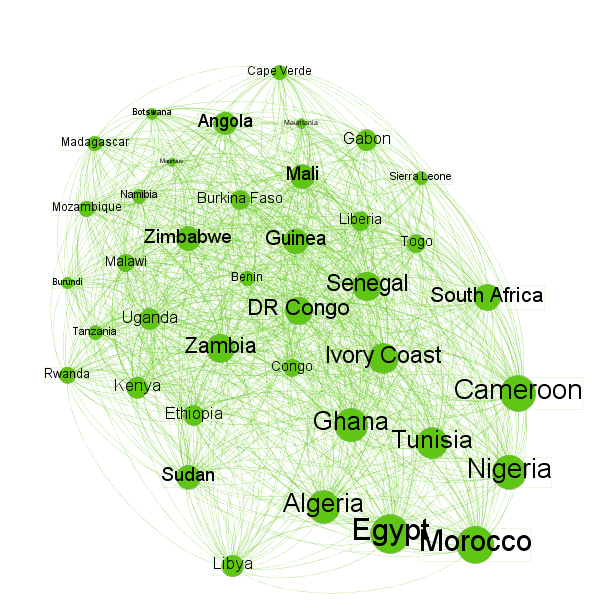 Cape Verde
Botswana
Angola
Mauritania
Madagascar
Gabon
Mauritius
Mali
Sierra Leone
Namibia
Burkina Faso
Mozambique
Liberia
Zimbabwe
Guinea
Togo
Malawi
Benin
Burundi
Senegal
South Africa
DR Congo
Uganda
Tanzania
Zambia
Ivory Coast
Congo
Rwanda
Kenya
Cameroon
Ethiopia
Ghana
Tunisia
Sudan
Nigeria
Algeria
Egypt
Morocco
Libya